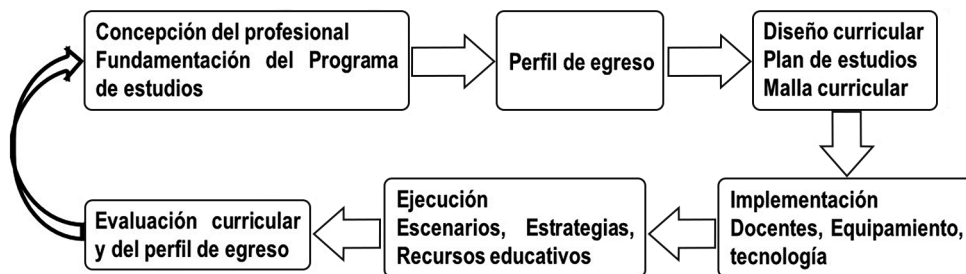 Concepción del profesional
Fundamentación del Programa
de estudios
Perfil de egreso
Diseño curricular
Plan de estudios
Malla curricular
Implementación
Docentes, Equipamiento,
tecnología
Ejecución
Escenarios, Estrategias,
Recursos educativos
Evaluación curricular
y del perfil de egreso